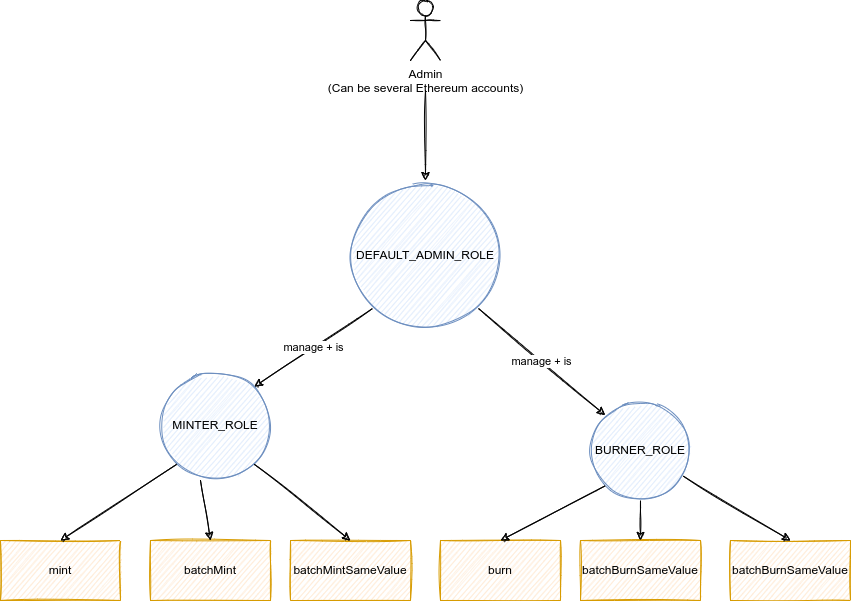 Admin
(Can be several Ethereum accounts)
DEFAULT_ADMIN_ROLE
manage + is
manage + is
MINTER_ROLE
BURNER_ROLE
mint
batchMint
batchMintSameValue
burn
batchBurnSameValue
batchBurnSameValue